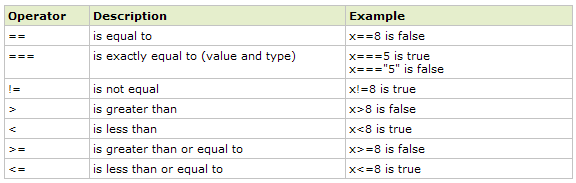 Operator Description Example
== is equal to x==8 is false
=== is exactly equal to (value and type) x===5 is true
x==="5" is false
!= is not equal x!=8 is true
> is greater than x>8 is false
< is less than x<8 is true
>= is greater than or equal to x>=8 is false
<= is less than or equal to x<=8 is true